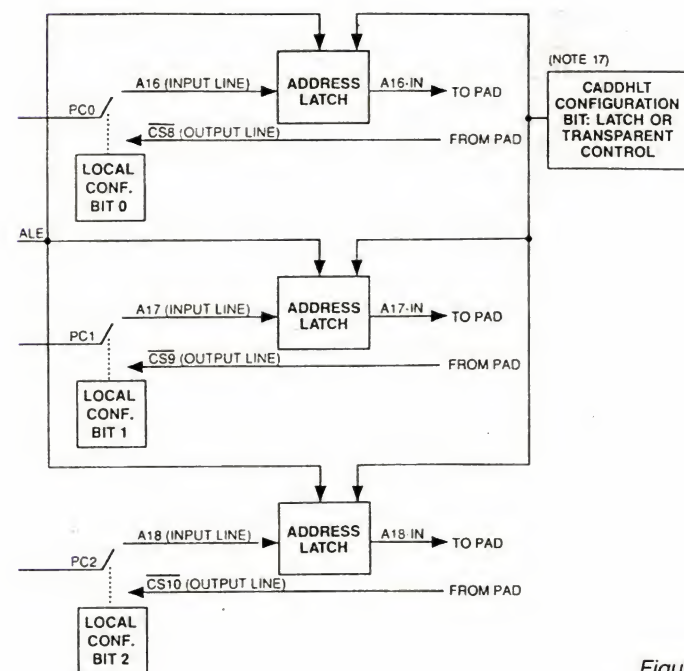 (NOTE 17)
CADDHLT
CONFIGURATION
BIT: LATCH OR
TRANSPARENT
CONTROL
A16 (INPUT LINE)
ADDRESS
LATCH
A16-IN
TO PAD
PC0
CS8 (OUTPUT LINE)
FROM PAD
LOCAL
CONF.
BIT 0
ALE
A17 (INPUT LINE)
ADDRESS
LATCH
A17-IN
TO PAD
PC1
CS9 (OUTPUT LINE)
FROM PAD
LOCAL
CONF.
BIT 1
A18 (INPUT LINE)
ADDRESS
LATCH
A18-IN
TO PAD
PC2
CS10 (OUTPUT LINE)
FROM PAD
LOCAL
CONF.
BIT 2